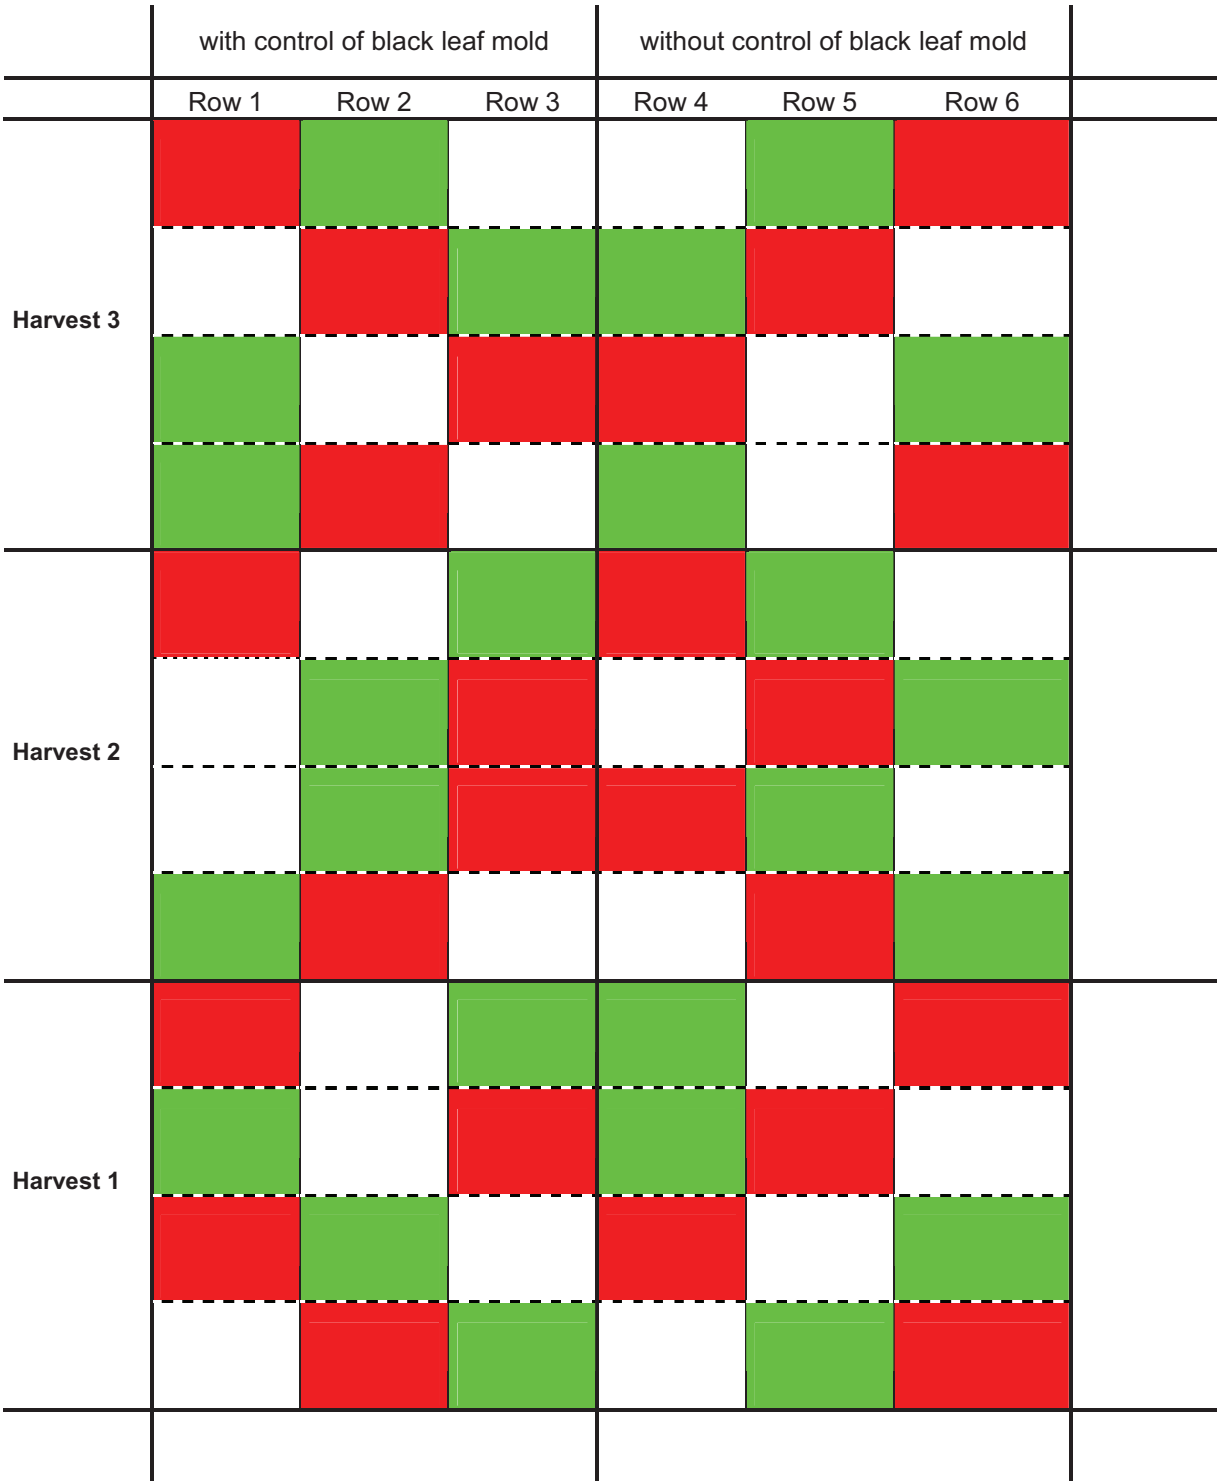 with control of black leaf mold without control of black leaf mold
Row 1 Row 2 Row 3 Row 4 Row 5 Row 6
Harvest 3
Harvest 2
Harvest 1